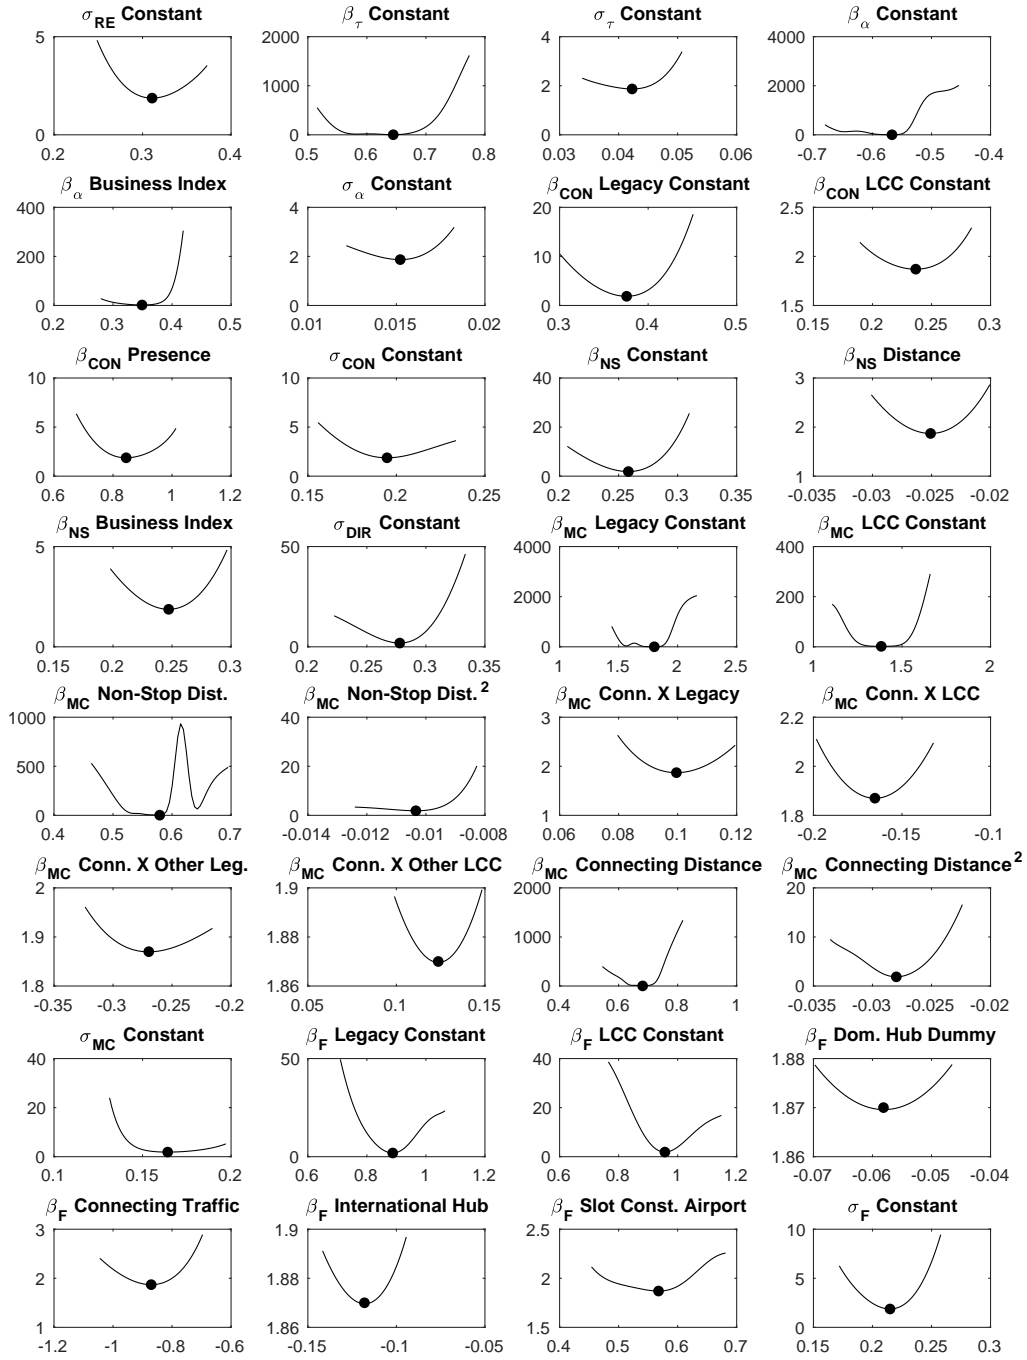 σRE Constant
5
0
0.2 0.3 0.4
βτ Constant
2000
1000
0
0.5 0.6 0.7 0.8
στ Constant
4
2
0
0.03 0.04 0.05 0.06
βα Constant
4000
2000
0
-0.7 -0.6 -0.5 -0.4
βα Business Index
400
200
0
0.2 0.3 0.4 0.5
σα Constant
4
2
0
0.01 0.015 0.02
βCON Legacy Constant
20
10
0
0.3 0.4 0.5
βCON LCC Constant
2.5
2
1.5
0.15 0.2 0.25 0.3
βCON Presence
10
5
0
0.6 0.8 1 1.2
σCON Constant
10
5
0
0.15 0.2 0.25
βNS Constant
40
20
0
0.2 0.25 0.3 0.35
βNS Distance
3
2
1
-0.035 -0.03 -0.025 -0.02
βNS Business Index
5
0
0.15 0.2 0.25 0.3
σDIR Constant
50
0
0.2 0.25 0.3 0.35
βMC Legacy Constant
4000
2000
0
1 1.5 2 2.5
βMC LCC Constant
400
200
0
1 1.5 2
βMC Non-Stop Dist.
1000
500
0
0.4 0.5 0.6 0.7
βMC Non-Stop Dist.²
40
20
0
-0.014 -0.012 -0.01 -0.008
βMC Conn. X Legacy
3
2
1
0.06 0.08 0.1 0.12
βMC Conn. X LCC
2.2
2
1.8
-0.2 -0.15 -0.1
βMC Conn. X Other Leg.
2
1.9
1.8
-0.35 -0.3 -0.25 -0.2
βMC Conn. X Other LCC
1.9
1.88
1.86
0.05 0.1 0.15
βMC Connecting Distance
2000
1000
0
0.4 0.6 0.8 1
βMC Connecting Distance²
20
10
0
-0.035 -0.03 -0.025 -0.02
σMC Constant
40
20
0
0.1 0.15 0.2
βF Legacy Constant
50
0
0.6 0.8 1 1.2
βF LCC Constant
40
20
0
0.6 0.8 1 1.2
βF Dom. Hub Dummy
1.88
1.87
1.86
-0.07 -0.06 -0.05 -0.04
βF Connecting Traffic
3
2
1
-1.2 -1 -0.8 -0.6
βF International Hub
1.9
1.88
1.86
-0.15 -0.1 -0.05
βF Slot Const. Airport
2.5
2
1.5
0.4 0.5 0.6 0.7
σF Constant
10
5
0
0.15 0.2 0.25 0.3